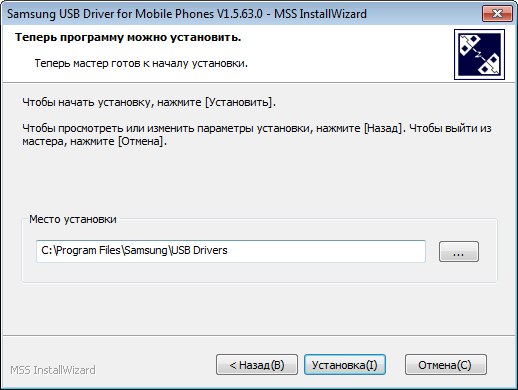 Samsung USB Driver for Mobile Phones V1.5.63.0 - MSS InstallWizard
Теперь программу можно установить.
Теперь мастер готов к началу установки.
Чтобы начать установку, нажмите [Установить].
Чтобы просмотреть или изменить параметры установки, нажмите [Назад]. Чтобы выйти из
мастера, нажмите [Отмена].
Место установки
C:\Program Files\Samsung\USB Drivers
...
MSS InstallWizard
< Назад(B)
Установка(I)
Отмена(C)